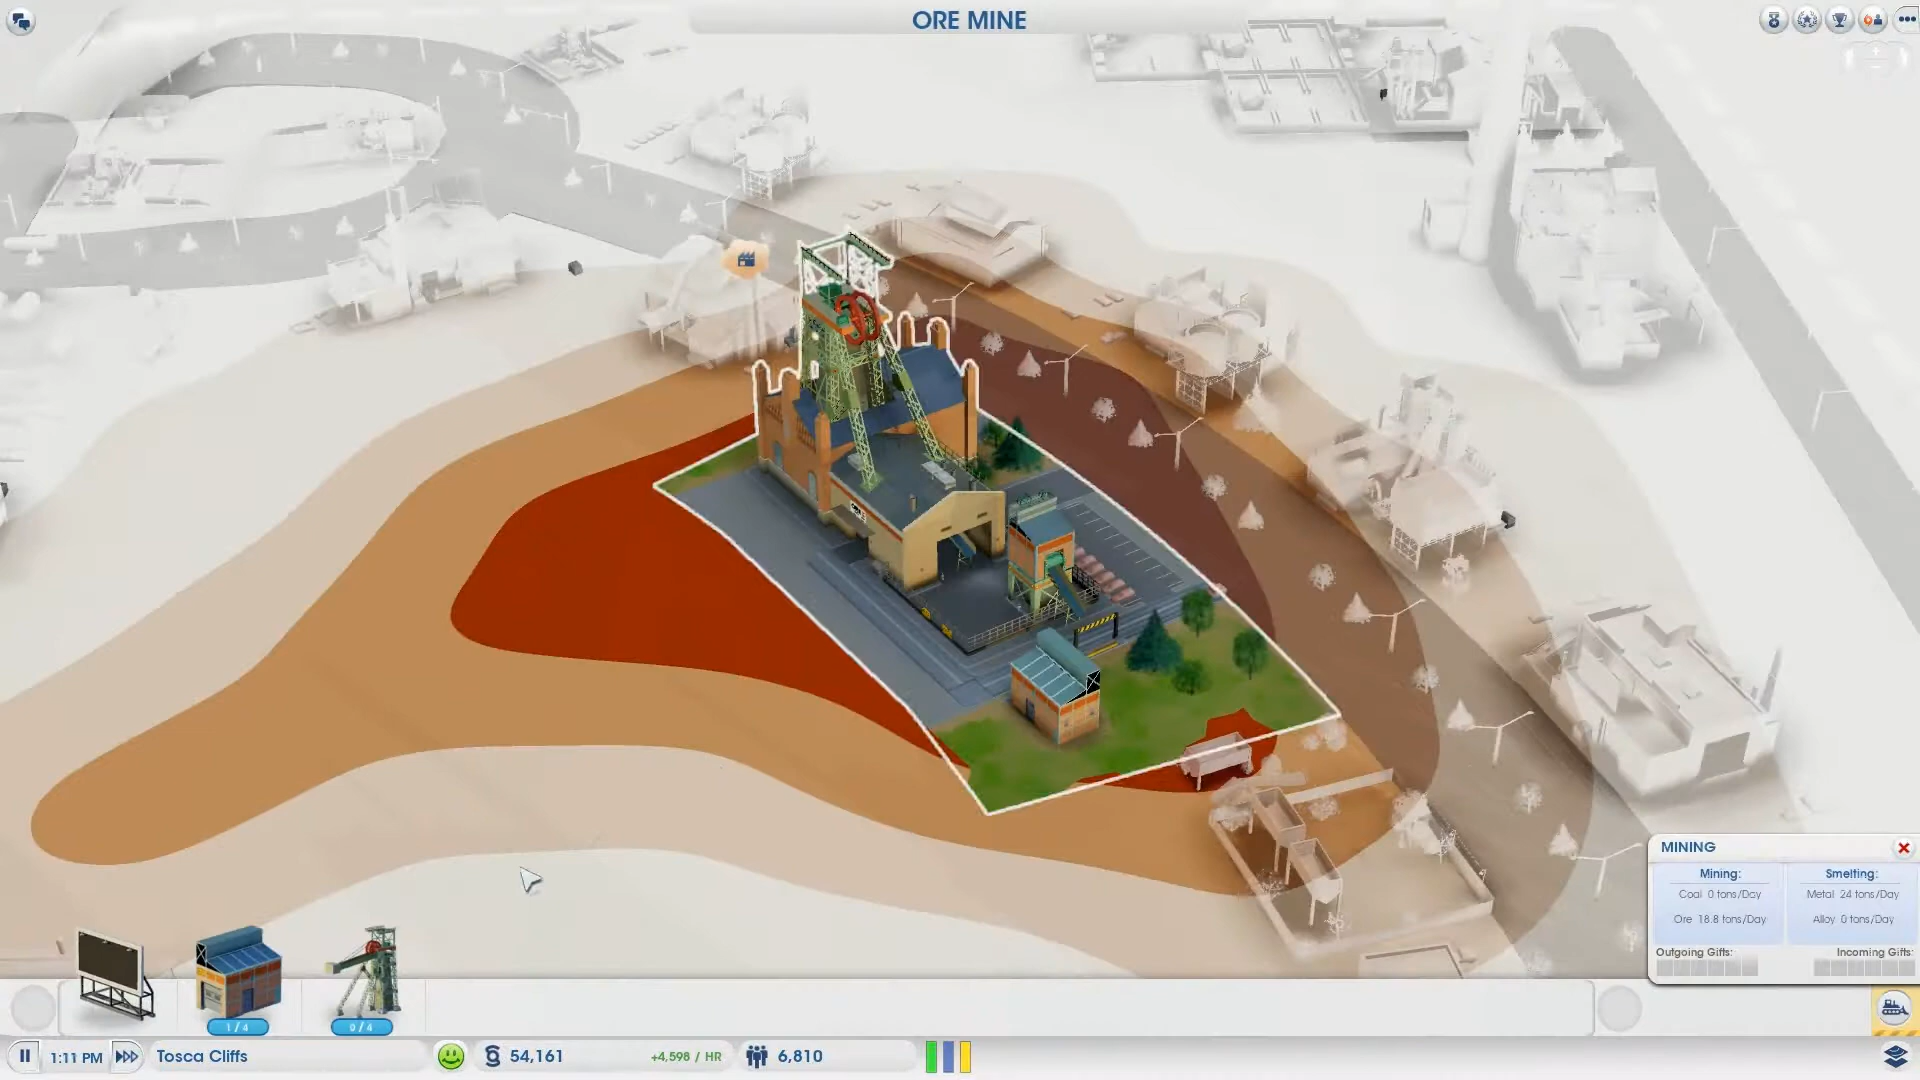 ORE MINE
MINING
Mining:
Smelting:
Coal 0 tons/Day
Metal 24 tons/Day
Ore 18.8 tons/Day
Alloy 0 tons/Day
Outgoing Gifts:
Incoming Gifts:
1 / 4
0 / 4
1:11 PM
Tosca Cliffs
54,161
+4,598 / HR
6,810